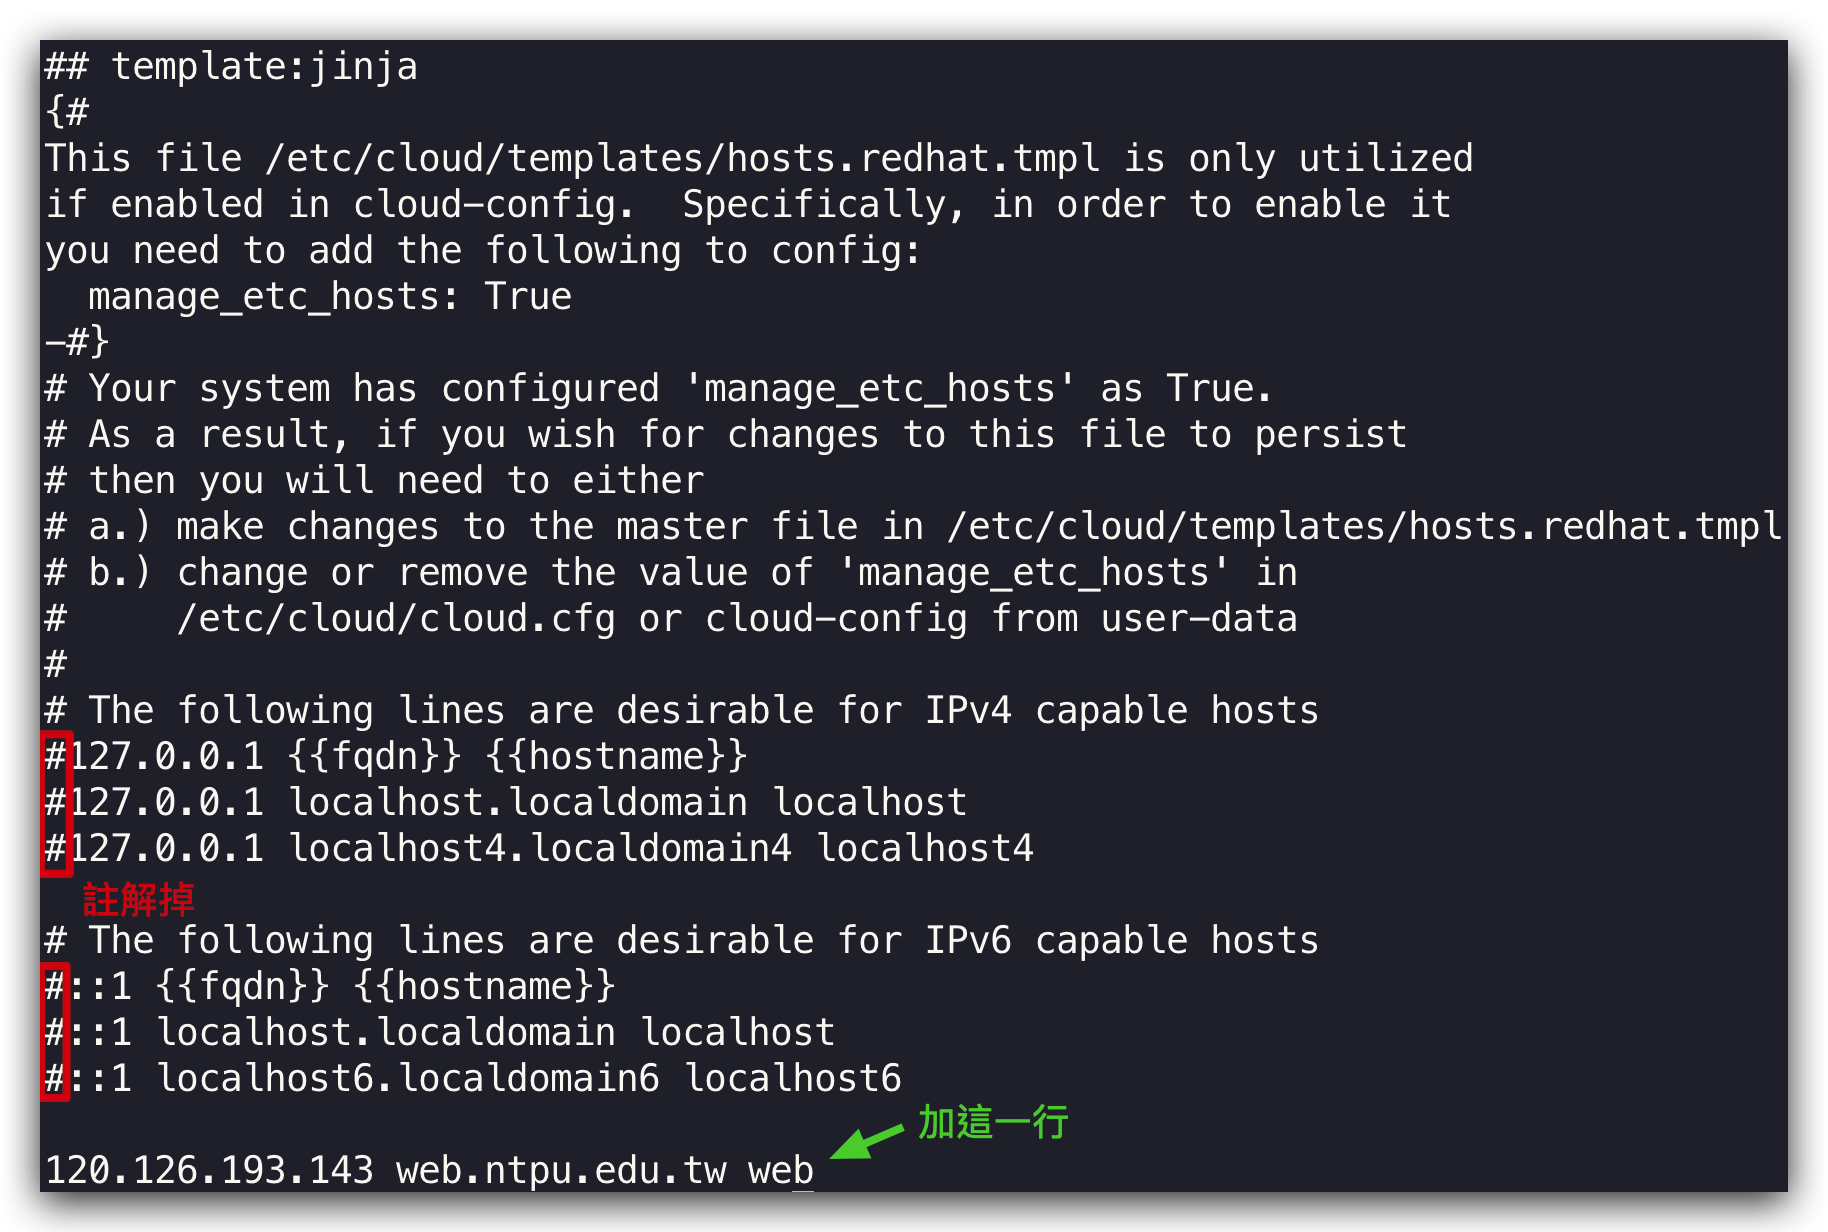 ## template:jinja
{#
This file /etc/cloud/templates/hosts.redhat.tmpl is only utilized
if enabled in cloud-config.  Specifically, in order to enable it
you need to add the following to config:
  manage_etc_hosts: True
-#}
# Your system has configured 'manage_etc_hosts' as True.
# As a result, if you wish for changes to this file to persist
# then you will need to either
# a.) make changes to the master file in /etc/cloud/templates/hosts.redhat.tmpl
# b.) change or remove the value of 'manage_etc_hosts' in
#     /etc/cloud/cloud.cfg or cloud-config from user-data
#
# The following lines are desirable for IPv4 capable hosts
#127.0.0.1 {{fqdn}} {{hostname}}
#127.0.0.1 localhost.localdomain localhost
#127.0.0.1 localhost4.localdomain4 localhost4
註解掉
# The following lines are desirable for IPv6 capable hosts
#::1 {{fqdn}} {{hostname}}
#::1 localhost.localdomain localhost
#::1 localhost6.localdomain6 localhost6
加這一行
120.126.193.143 web.ntpu.edu.tw web